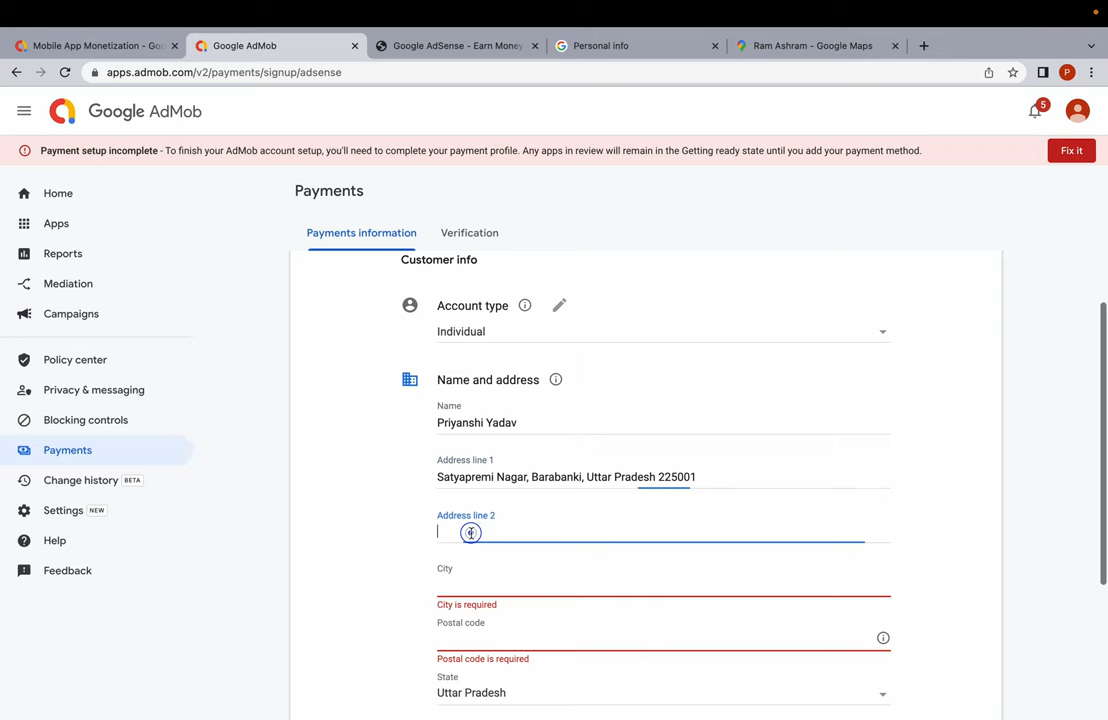 Mobile App Monetization - Goo
Google AdMob
Google AdSense - Earn Money
Personal info
Ram Ashram - Google Maps
apps.admob.com/v2/payments/signup/adsense
P
Google AdMob
5
Payment setup incomplete - To finish your AdMob account setup, you'll need to complete your payment profile. Any apps in review will remain in the Getting ready state until you add your payment method.
Fix it
Home
Apps
Reports
Mediation
Campaigns
Policy center
Privacy & messaging
Blocking controls
Payments
Change history BETA
Settings NEW
Help
Feedback
Payments
Payments information
Verification
Customer info
Account type
Individual
Name and address
Name
Priyanshi Yadav
Address line 1
Satyapremi Nagar, Barabanki, Uttar Pradesh 225001
Address line 2
City
City is required
Postal code
Postal code is required
State
Uttar Pradesh